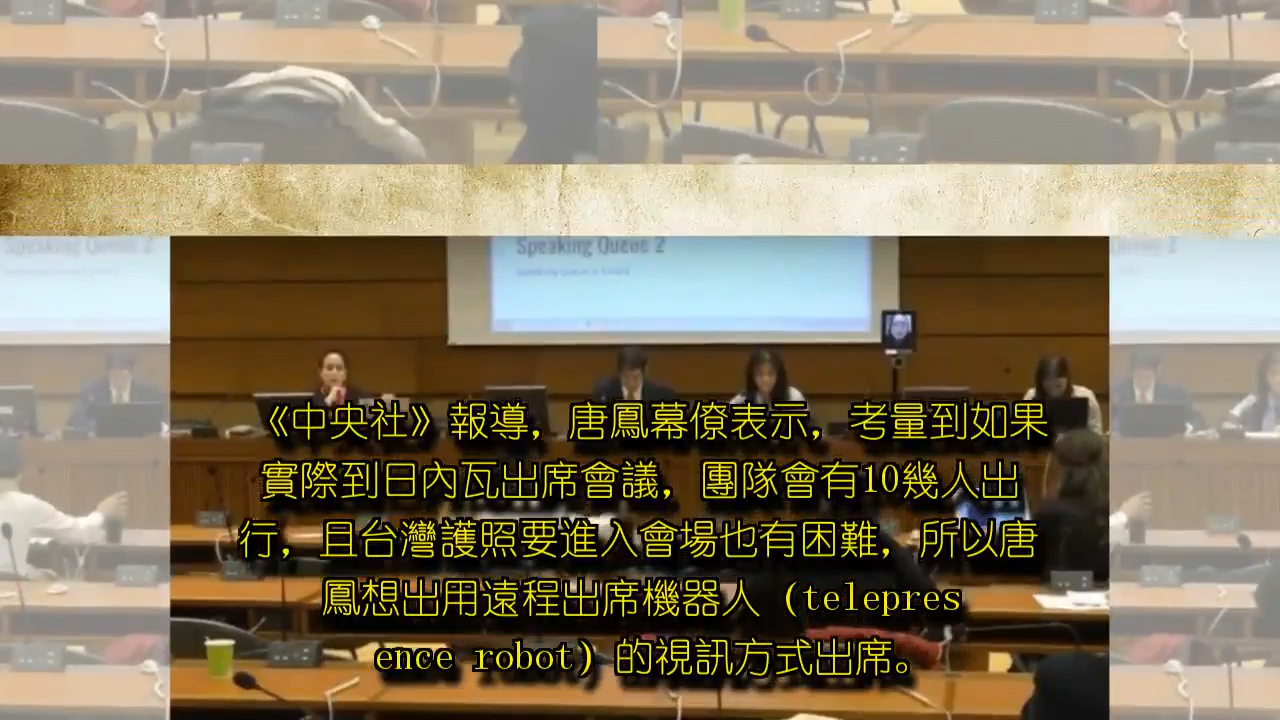 Speaking Queue 2
《中央社》報導，唐鳳幕僚表示，考量到如果
實際到日內瓦出席會議，團隊會有10幾人出
行，且台灣護照要進入會場也有困難，所以唐
鳳想出用遠程出席機器人（telepres
ence robot）的視訊方式出席。